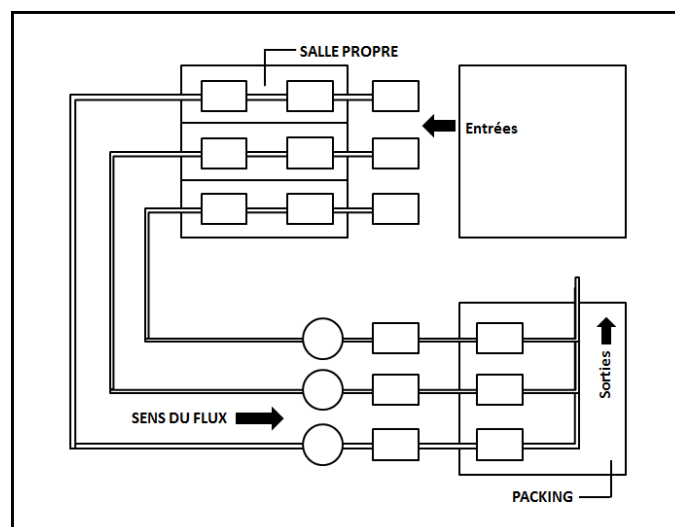 SALLE PROPRE
Entrées
Sorties
SENS DU FLUX
PACKING